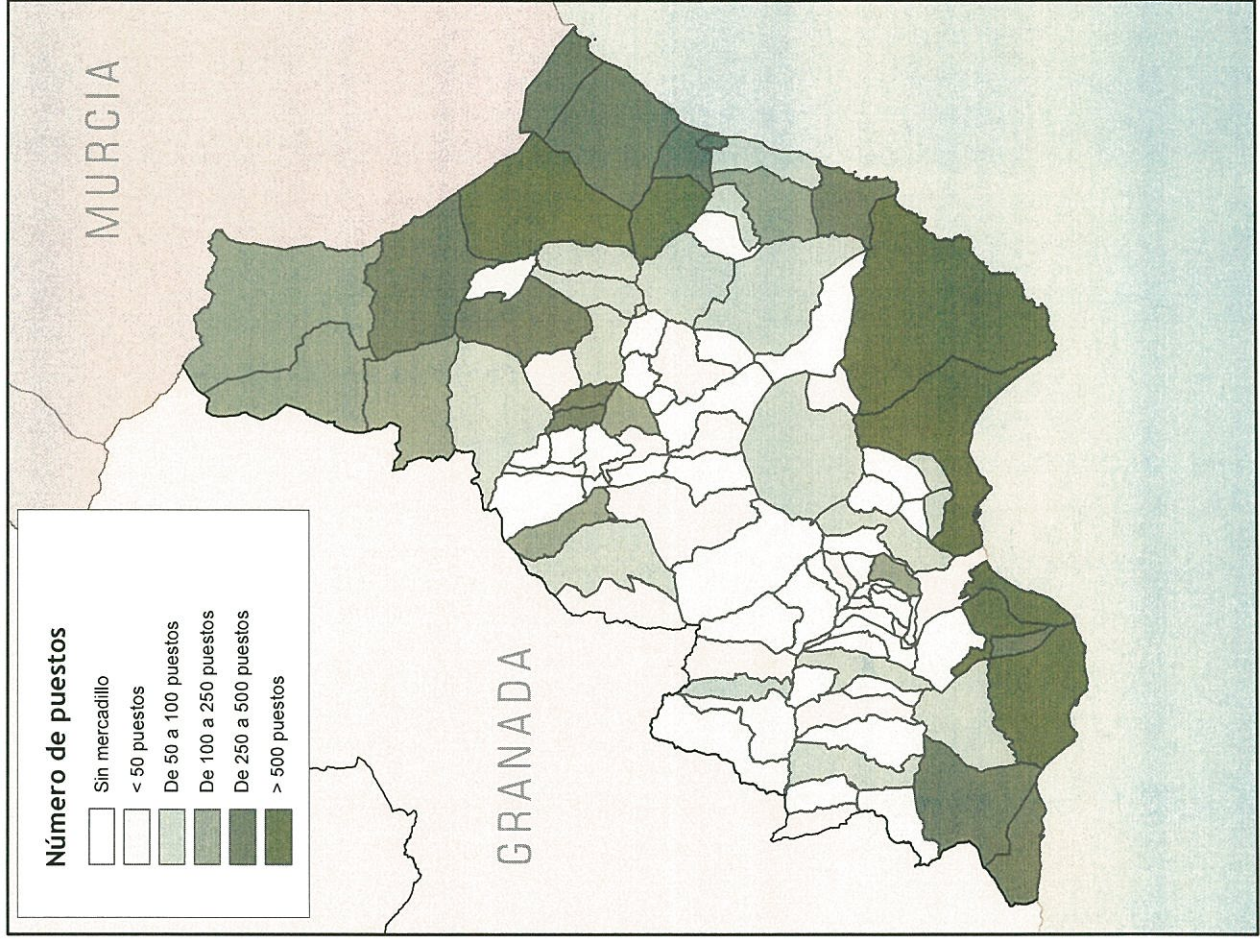 MURCIA
Número de puestos
Sin mercadillo
< 50 puestos
De 50 a 100 puestos
De 100 a 250 puestos
De 250 a 500 puestos
> 500 puestos
GRANADA